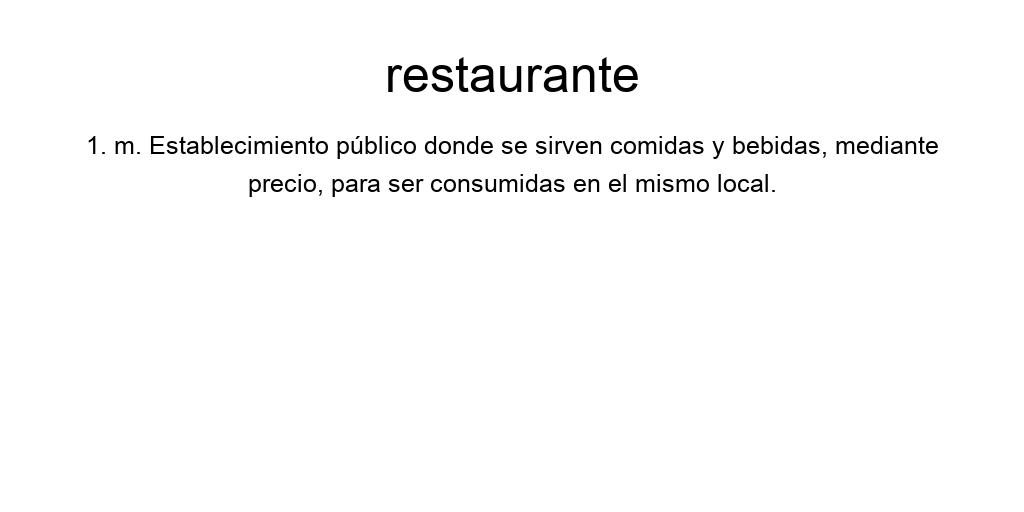 restaurante
1. m. Establecimiento público donde se sirven comidas y bebidas, mediante
precio, para ser consumidas en el mismo local.